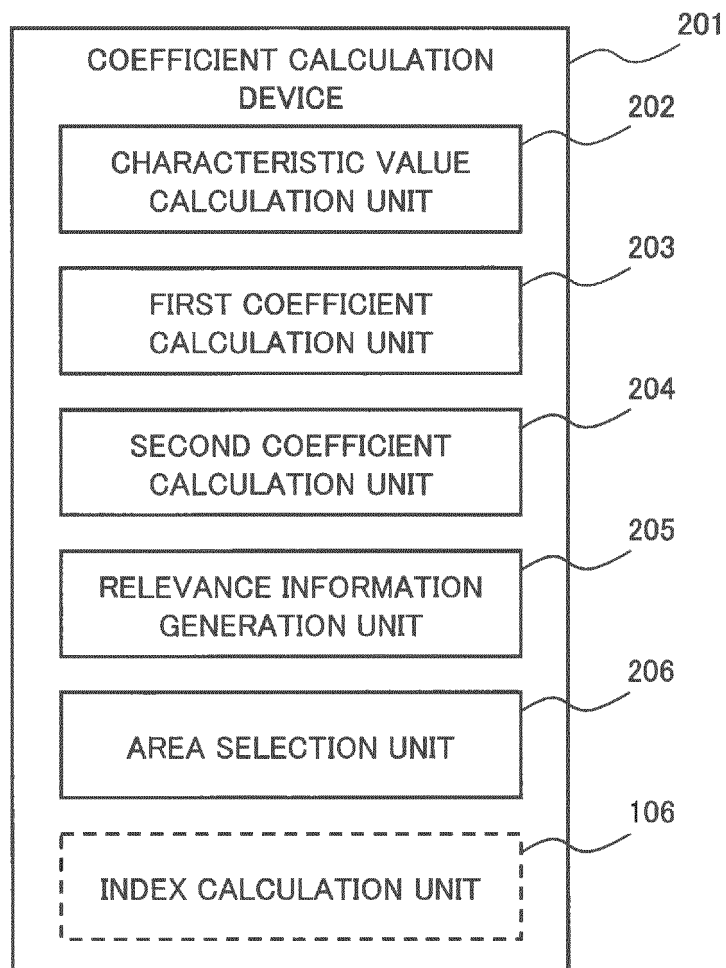 201
COEFFICIENT CALCULATION
DEVICE
202
CHARACTERISTIC VALUE
CALCULATION UNIT
203
FIRST COEFFICIENT
CALCULATION UNIT
204
SECOND COEFFICIENT
CALCULATION UNIT
205
RELEVANCE INFORMATION
GENERATION UNIT
206
AREA SELECTION UNIT
106
INDEX CALCULATION UNIT